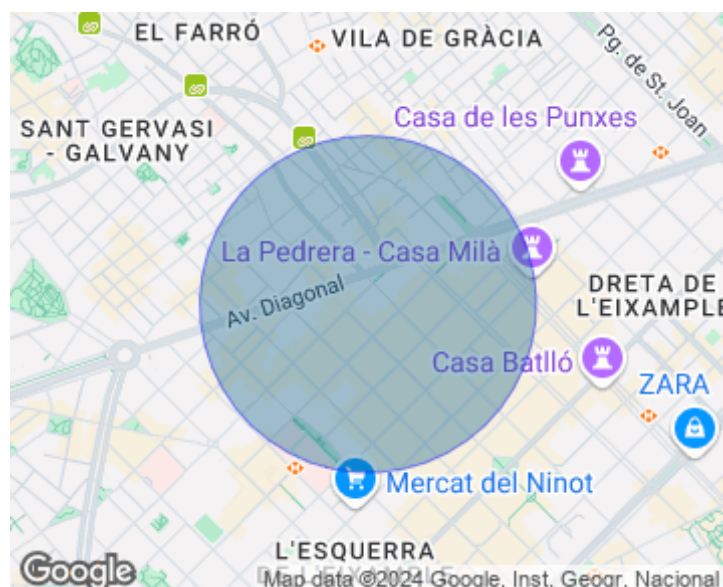 EL FARRÓ
VILA DE GRÀCIA
Pg. de St. Joan
SANT GERVASI
- GALVANY
Casa de les Punxes
La Pedrera - Casa Milà
Av. Diagonal
DRETA DE
L'EIXAMPLE
Casa Batlló
ZARA
Mercat del Ninot
L'ESQUERRA
DE L'EIXAMPLE
Google
Map data ©2024 Google, Inst. Geogr. Nacional